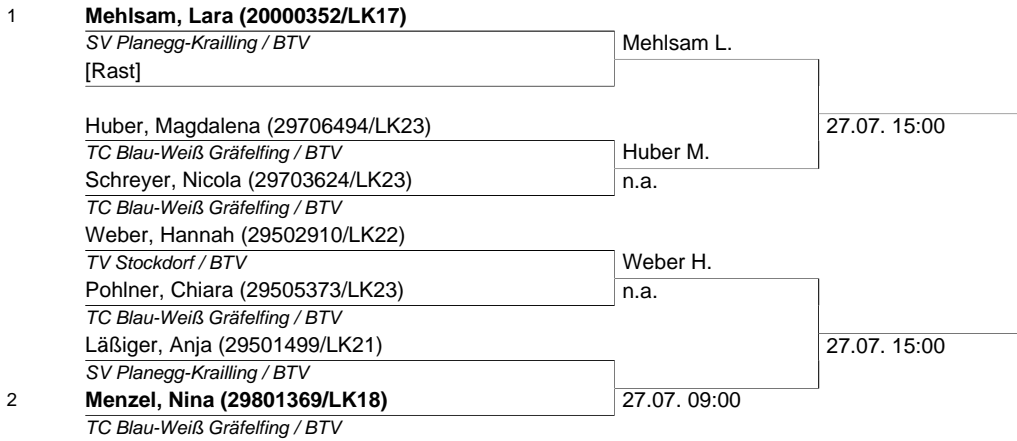 1 Mehlsam, Lara (20000352/LK17)
SV Planegg-Krailling / BTV Mehlsam L.
[Rast]
Huber, Magdalena (29706494/LK23) 27.07. 15:00
TC Blau-Weiß Gräfelfing / BTV Huber M.
Schreyer, Nicola (29703624/LK23) n.a.
TC Blau-Weiß Gräfelfing / BTV
Weber, Hannah (29502910/LK22)
TV Stockdorf / BTV Weber H.
Pohlner, Chiara (29505373/LK23) n.a.
TC Blau-Weiß Gräfelfing / BTV
Läßiger, Anja (29501499/LK21) 27.07. 15:00
SV Planegg-Krailling / BTV
2 Menzel, Nina (29801369/LK18) 27.07. 09:00
TC Blau-Weiß Gräfelfing / BTV